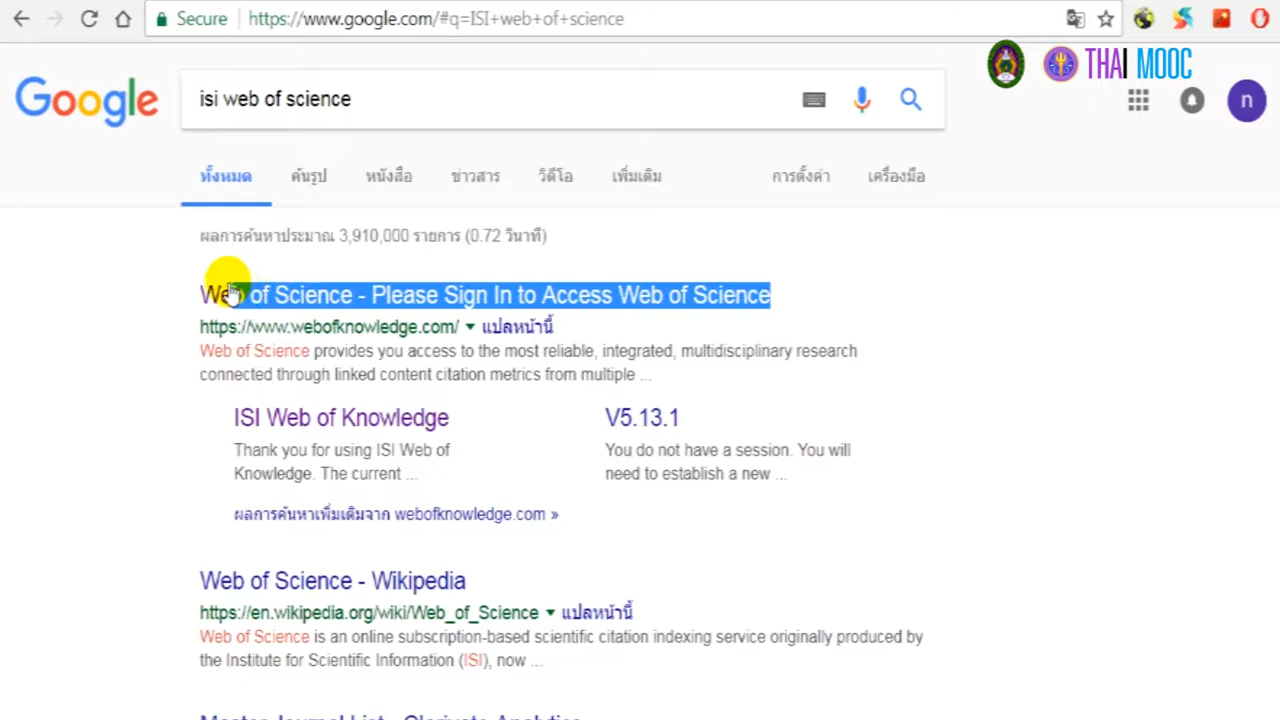 Secure https://www.google.com/#q=ISI+web+of+science
THAI MOOC
Google isi web of science n
ทั้งหมด ค้นรูป หนังสือ ข่าวสาร วิดีโอ เพิ่มเติม การตั้งค่า เครื่องมือ
ผลการค้นหาประมาณ 3,910,000 รายการ (0.72 วินาที)
Web of Science - Please Sign In to Access Web of Science
https://www.webofknowledge.com/ แปลหน้านี้
Web of Science provides you access to the most reliable, integrated, multidisciplinary research
connected through linked content citation metrics from multiple ...
ISI Web of Knowledge
Thank you for using ISI Web of
Knowledge. The current ...
V5.13.1
You do not have a session. You will
need to establish a new ...
ผลการค้นหาเพิ่มเติมจาก webofknowledge.com »
Web of Science - Wikipedia
https://en.wikipedia.org/wiki/Web_of_Science แปลหน้านี้
Web of Science is an online subscription-based scientific citation indexing service originally produced by
the Institute for Scientific Information (ISI), now ...
Master Journal List - Clarivate Analytics